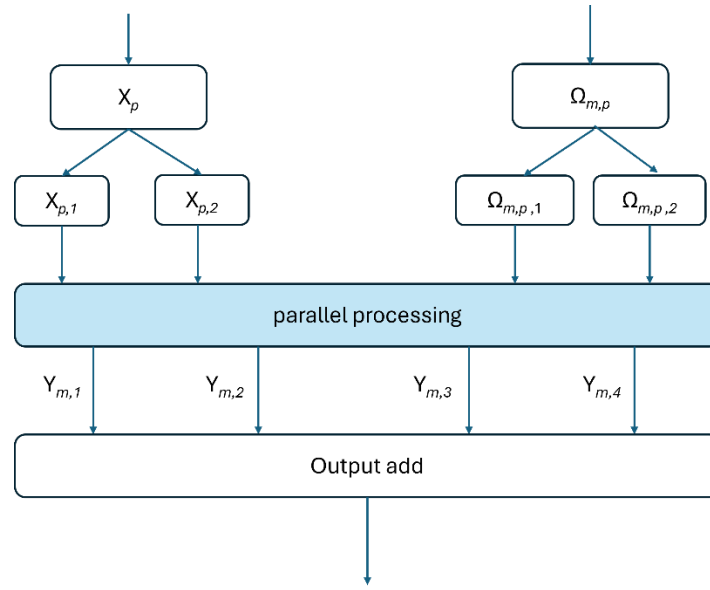 Xp
Ωm,p
Xp,1
Xp,2
Ωm,p ,1
Ωm,p ,2
parallel processing
Ym,1
Ym,2
Ym,3
Ym,4
Output add